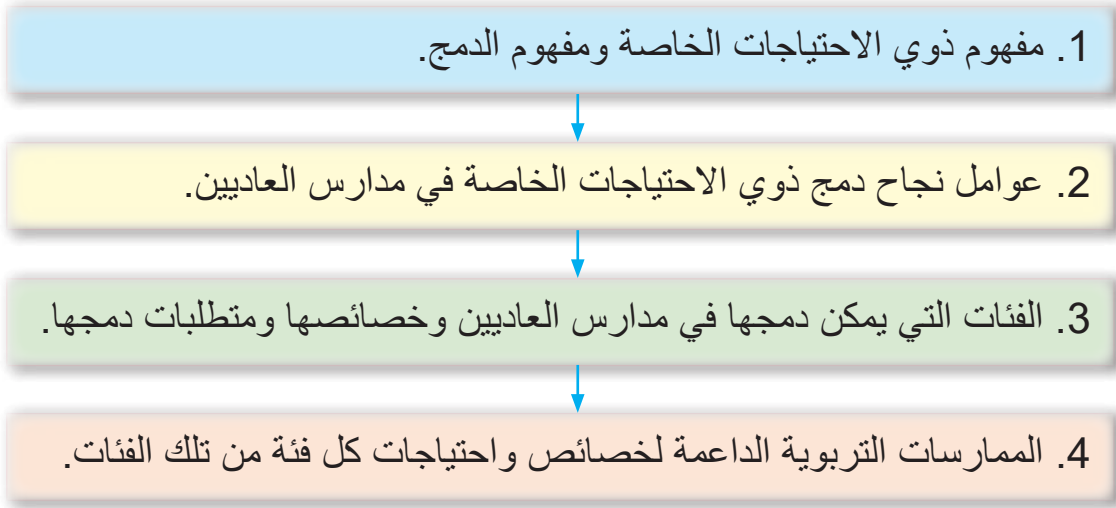 1. مفهوم ذوي الاحتياجات الخاصة ومفهوم الدمج.
2. عوامل نجاح دمج ذوي الاحتياجات الخاصة في مدارس العاديين.
3. الفئات التي يمكن دمجها في مدارس العاديين وخصائصها ومتطلبات دمجها.
4. الممارسات التربوية الداعمة لخصائص واحتياجات كل فئة من تلك الفئات.